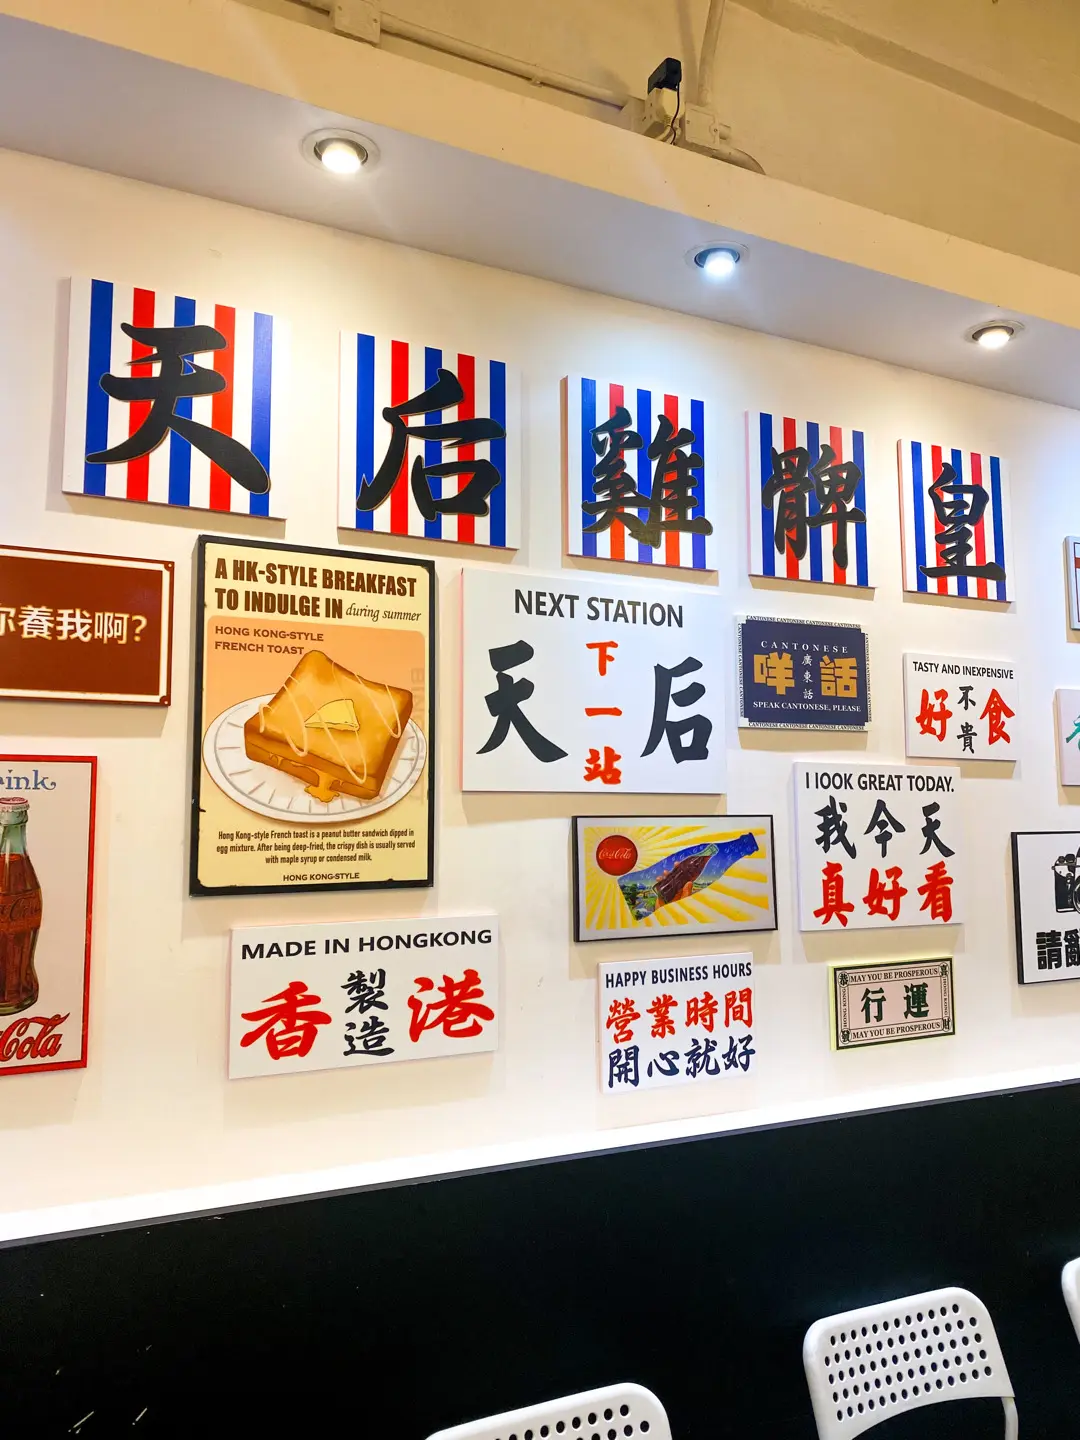 天后雞髀皇
養我啊?
A HK-STYLE BREAKFAST
TO INDULGE IN during summer
HONG KONG-STYLE
FRENCH TOAST
Hong Kong-style French toast is a peanut butter sandwich dipped in
egg mixture. After being deep-fried, the crispy dish is usually served
with maple syrup or condensed milk.
HONG KONG-STYLE
NEXT STATION
天后
下一站
CANTONESE
咩話
廣東話
SPEAK CANTONESE, PLEASE
TASTY AND INEXPENSIVE
好不貴食
I lOOK GREAT TODAY.
我今天
真好看
Coca-Cola
MADE IN HONGKONG
香製造港
HAPPY BUSINESS HOURS
營業時間
開心就好
MAY YOU BE PROSPEROUS
行運
MAY YOU BE PROSPEROUS
HONG KONG
ink
Cola
請